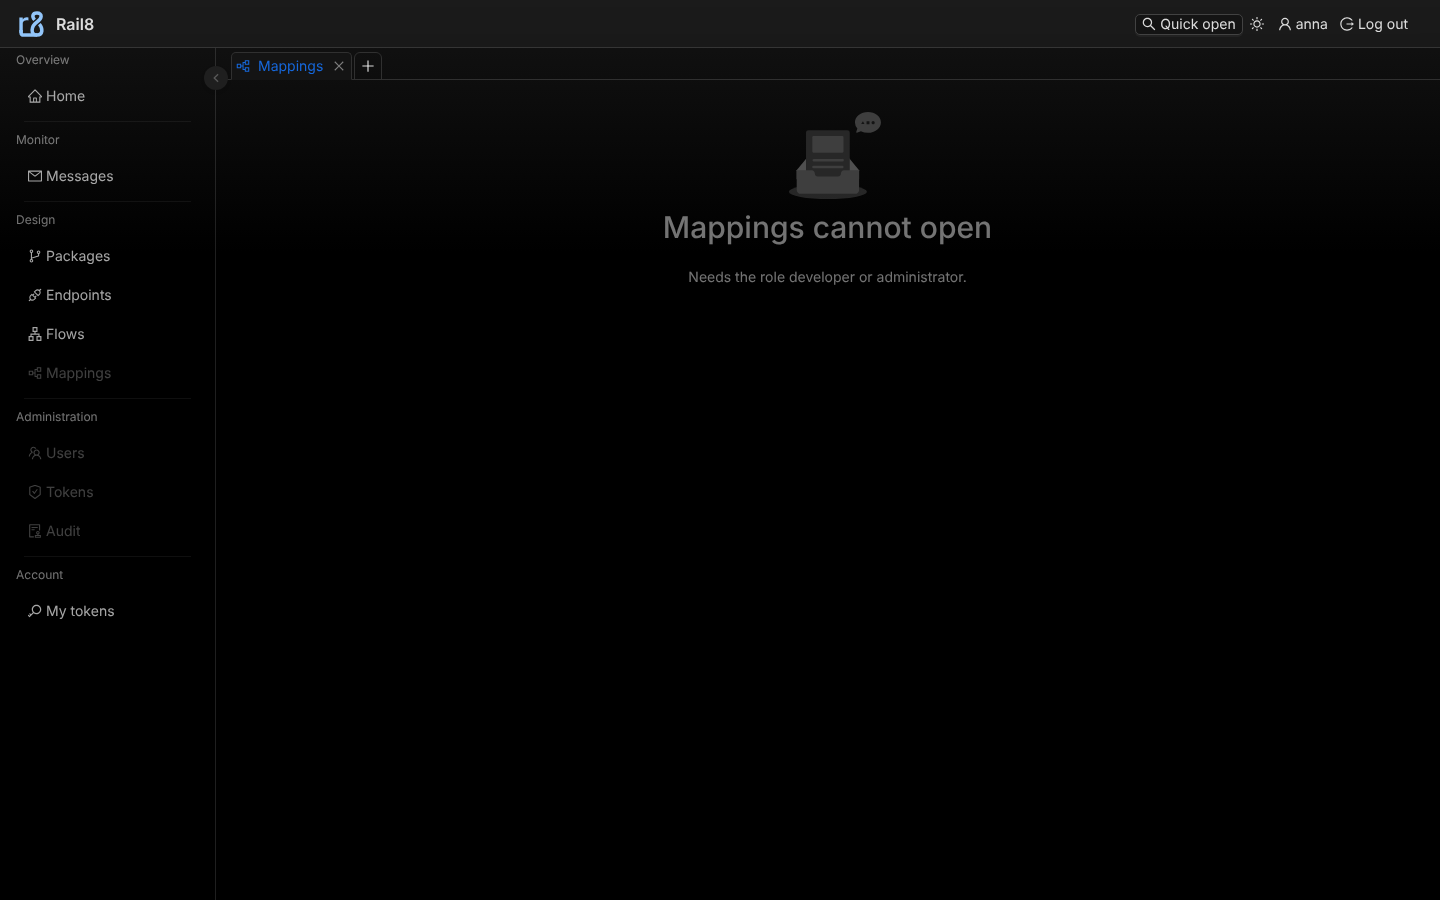 Rail8
Quick open
anna
Log out
Overview
Home
Monitor
Messages
Design
Packages
Endpoints
Flows
Mappings
Administration
Users
Tokens
Audit
Account
My tokens
Mappings
Mappings cannot open
Needs the role developer or administrator.